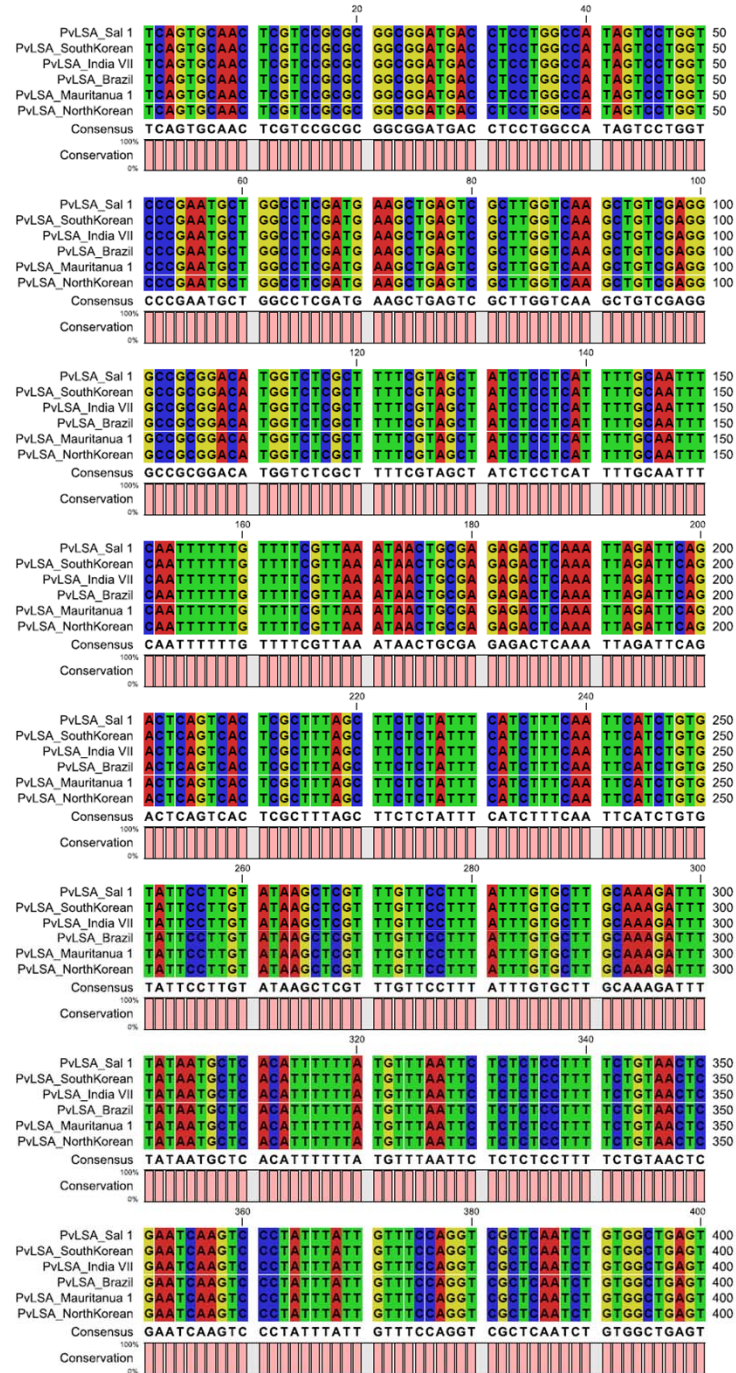 20 40
PvLSA_Sal 1 TCAGTGCAAC TCGTCCGCGC GGCGGATGAC CTCCTGGCCA TAGTCCTGGT 50
PvLSA_SouthKorean TCAGTGCAAC TCGTCCGCGC GGCGGATGAC CTCCTGGCCA TAGTCCTGGT 50
PvLSA_India VII TCAGTGCAAC TCGTCCGCGC GGCGGATGAC CTCCTGGCCA TAGTCCTGGT 50
PvLSA_Brazil TCAGTGCAAC TCGTCCGCGC GGCGGATGAC CTCCTGGCCA TAGTCCTGGT 50
PvLSA_Mauritanua 1 TCAGTGCAAC TCGTCCGCGC GGCGGATGAC CTCCTGGCCA TAGTCCTGGT 50
PvLSA_NorthKorean TCAGTGCAAC TCGTCCGCGC GGCGGATGAC CTCCTGGCCA TAGTCCTGGT 50
Consensus TCAGTGCAAC TCGTCCGCGC GGCGGATGAC CTCCTGGCCA TAGTCCTGGT
100%
Conservation
0%
60 80 100
PvLSA_Sal 1 CCCGAATGCT GGCCTCGATG AAGCTGAGTC GCTTGGTCAA GCTGTCGAGG 100
PvLSA_SouthKorean CCCGAATGCT GGCCTCGATG AAGCTGAGTC GCTTGGTCAA GCTGTCGAGG 100
PvLSA_India VII CCCGAATGCT GGCCTCGATG AAGCTGAGTC GCTTGGTCAA GCTGTCGAGG 100
PvLSA_Brazil CCCGAATGCT GGCCTCGATG AAGCTGAGTC GCTTGGTCAA GCTGTCGAGG 100
PvLSA_Mauritanua 1 CCCGAATGCT GGCCTCGATG AAGCTGAGTC GCTTGGTCAA GCTGTCGAGG 100
PvLSA_NorthKorean CCCGAATGCT GGCCTCGATG AAGCTGAGTC GCTTGGTCAA GCTGTCGAGG 100
Consensus CCCGAATGCT GGCCTCGATG AAGCTGAGTC GCTTGGTCAA GCTGTCGAGG
100%
Conservation
0%
120 140
PvLSA_Sal 1 GCCGCGGACA TGGTCTCGCT TTTCGTAGCT ATCTCCTCAT TTTGCAATTT 150
PvLSA_SouthKorean GCCGCGGACA TGGTCTCGCT TTTCGTAGCT ATCTCCTCAT TTTGCAATTT 150
PvLSA_India VII GCCGCGGACA TGGTCTCGCT TTTCGTAGCT ATCTCCTCAT TTTGCAATTT 150
PvLSA_Brazil GCCGCGGACA TGGTCTCGCT TTTCGTAGCT ATCTCCTCAT TTTGCAATTT 150
PvLSA_Mauritanua 1 GCCGCGGACA TGGTCTCGCT TTTCGTAGCT ATCTCCTCAT TTTGCAATTT 150
PvLSA_NorthKorean GCCGCGGACA TGGTCTCGCT TTTCGTAGCT ATCTCCTCAT TTTGCAATTT 150
Consensus GCCGCGGACA TGGTCTCGCT TTTCGTAGCT ATCTCCTCAT TTTGCAATTT
100%
Conservation
0%
160 180 200
PvLSA_Sal 1 CAATTTTTTG TTTTCGTTAA ATAACTGCGA GAGACTCAAA TTAGATTCAG 200
PvLSA_SouthKorean CAATTTTTTG TTTTCGTTAA ATAACTGCGA GAGACTCAAA TTAGATTCAG 200
PvLSA_India VII CAATTTTTTG TTTTCGTTAA ATAACTGCGA GAGACTCAAA TTAGATTCAG 200
PvLSA_Brazil CAATTTTTTG TTTTCGTTAA ATAACTGCGA GAGACTCAAA TTAGATTCAG 200
PvLSA_Mauritanua 1 CAATTTTTTG TTTTCGTTAA ATAACTGCGA GAGACTCAAA TTAGATTCAG 200
PvLSA_NorthKorean CAATTTTTTG TTTTCGTTAA ATAACTGCGA GAGACTCAAA TTAGATTCAG 200
Consensus CAATTTTTTG TTTTCGTTAA ATAACTGCGA GAGACTCAAA TTAGATTCAG
100%
Conservation
0%
220 240
PvLSA_Sal 1 ACTCAGTCAC TCGCTTTAGC TTCTCTATTT CATCTTTCAA TTCATCTGTG 250
PvLSA_SouthKorean ACTCAGTCAC TCGCTTTAGC TTCTCTATTT CATCTTTCAA TTCATCTGTG 250
PvLSA_India VII ACTCAGTCAC TCGCTTTAGC TTCTCTATTT CATCTTTCAA TTCATCTGTG 250
PvLSA_Brazil ACTCAGTCAC TCGCTTTAGC TTCTCTATTT CATCTTTCAA TTCATCTGTG 250
PvLSA_Mauritanua 1 ACTCAGTCAC TCGCTTTAGC TTCTCTATTT CATCTTTCAA TTCATCTGTG 250
PvLSA_NorthKorean ACTCAGTCAC TCGCTTTAGC TTCTCTATTT CATCTTTCAA TTCATCTGTG 250
Consensus ACTCAGTCAC TCGCTTTAGC TTCTCTATTT CATCTTTCAA TTCATCTGTG
100%
Conservation
0%
260 280 300
PvLSA_Sal 1 TATTCCTTGT ATAAGCTCGT TTGTTCCTTT ATTTGTGCTT GCAAAGATTT 300
PvLSA_SouthKorean TATTCCTTGT ATAAGCTCGT TTGTTCCTTT ATTTGTGCTT GCAAAGATTT 300
PvLSA_India VII TATTCCTTGT ATAAGCTCGT TTGTTCCTTT ATTTGTGCTT GCAAAGATTT 300
PvLSA_Brazil TATTCCTTGT ATAAGCTCGT TTGTTCCTTT ATTTGTGCTT GCAAAGATTT 300
PvLSA_Mauritanua 1 TATTCCTTGT ATAAGCTCGT TTGTTCCTTT ATTTGTGCTT GCAAAGATTT 300
PvLSA_NorthKorean TATTCCTTGT ATAAGCTCGT TTGTTCCTTT ATTTGTGCTT GCAAAGATTT 300
Consensus TATTCCTTGT ATAAGCTCGT TTGTTCCTTT ATTTGTGCTT GCAAAGATTT
100%
Conservation
0%
320 340
PvLSA_Sal 1 TATAATGCTC ACATTTTTTA TGTTTAATTC TCTCTCCTTT TCTGTAACTC 350
PvLSA_SouthKorean TATAATGCTC ACATTTTTTA TGTTTAATTC TCTCTCCTTT TCTGTAACTC 350
PvLSA_India VII TATAATGCTC ACATTTTTTA TGTTTAATTC TCTCTCCTTT TCTGTAACTC 350
PvLSA_Brazil TATAATGCTC ACATTTTTTA TGTTTAATTC TCTCTCCTTT TCTGTAACTC 350
PvLSA_Mauritanua 1 TATAATGCTC ACATTTTTTA TGTTTAATTC TCTCTCCTTT TCTGTAACTC 350
PvLSA_NorthKorean TATAATGCTC ACATTTTTTA TGTTTAATTC TCTCTCCTTT TCTGTAACTC 350
Consensus TATAATGCTC ACATTTTTTA TGTTTAATTC TCTCTCCTTT TCTGTAACTC
100%
Conservation
0%
360 380 400
PvLSA_Sal 1 GAATCAAGTC CCTATTTATT GTTTCCAGGT CGCTCAATCT GTGGCTGAGT 400
PvLSA_SouthKorean GAATCAAGTC CCTATTTATT GTTTCCAGGT CGCTCAATCT GTGGCTGAGT 400
PvLSA_India VII GAATCAAGTC CCTATTTATT GTTTCCAGGT CGCTCAATCT GTGGCTGAGT 400
PvLSA_Brazil GAATCAAGTC CCTATTTATT GTTTCCAGGT CGCTCAATCT GTGGCTGAGT 400
PvLSA_Mauritanua 1 GAATCAAGTC CCTATTTATT GTTTCCAGGT CGCTCAATCT GTGGCTGAGT 400
PvLSA_NorthKorean GAATCAAGTC CCTATTTATT GTTTCCAGGT CGCTCAATCT GTGGCTGAGT 400
Consensus GAATCAAGTC CCTATTTATT GTTTCCAGGT CGCTCAATCT GTGGCTGAGT
100%
Conservation
0%